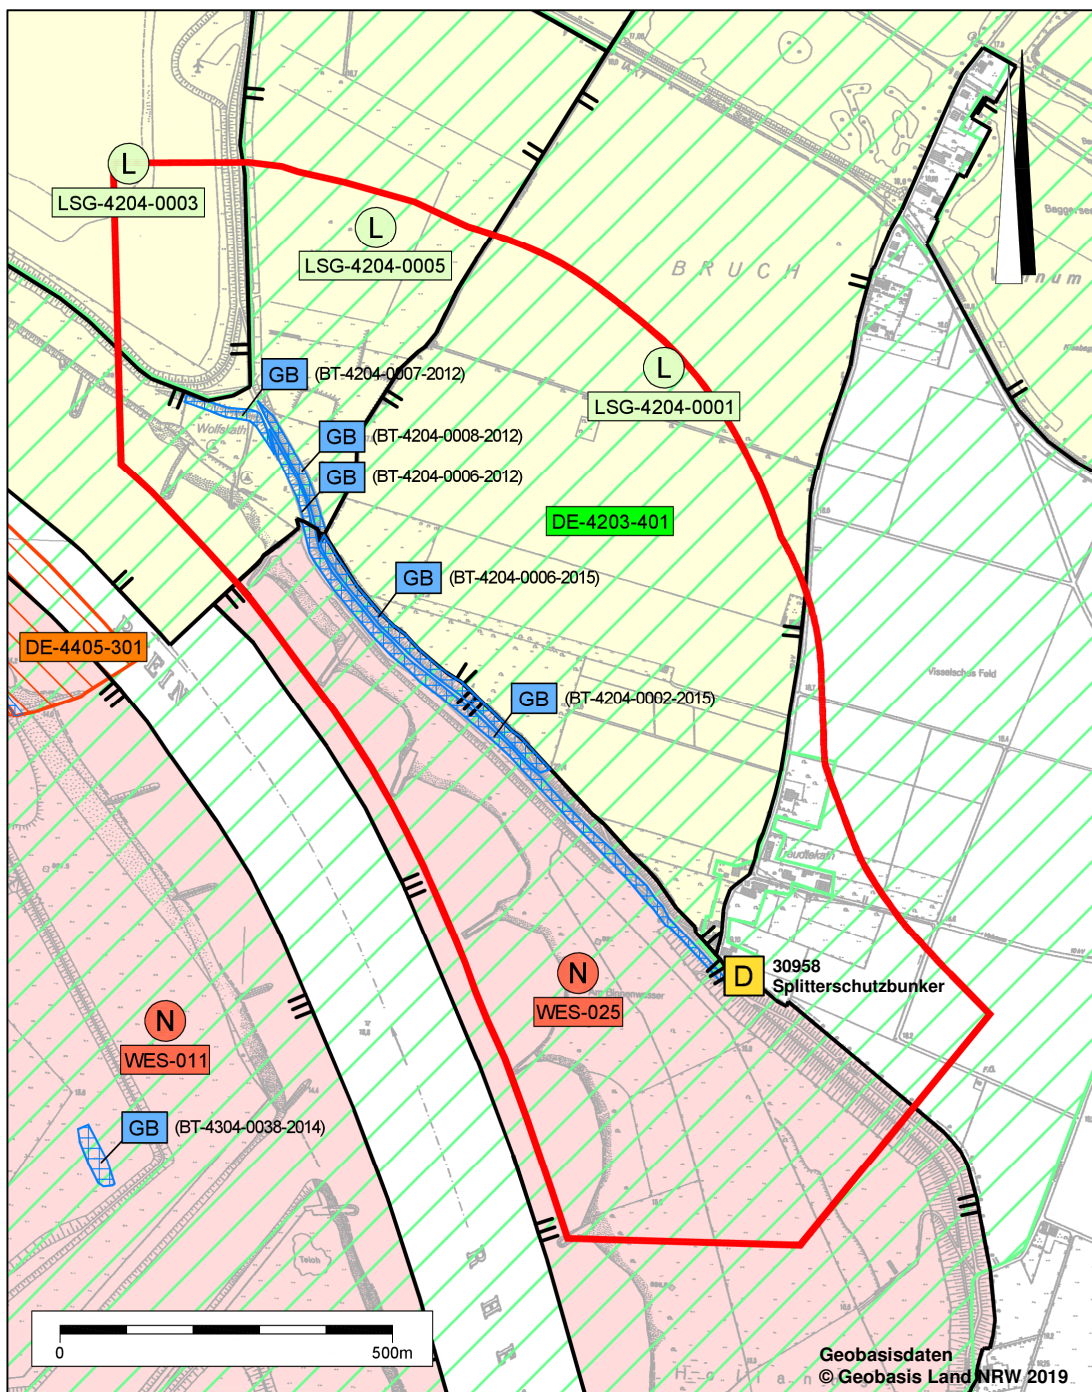 L
LSG-4204-0003
L
LSG-4204-0005
BRUCH
L
LSG-4204-0001
GB (BT-4204-0007-2012)
Wolfsrath
GB (BT-4204-0008-2012)
GB (BT-4204-0006-2012)
DE-4203-401
GB (BT-4204-0006-2015)
DE-4405-301
Visselsches Feld
GB (BT-4204-0002-2015)
N
WES-025
D
30958
Splitterschutzbunker
N
WES-011
GB (BT-4304-0038-2014)
Teich
0 500m
Geobasisdaten
© Geobasis Land NRW 2019